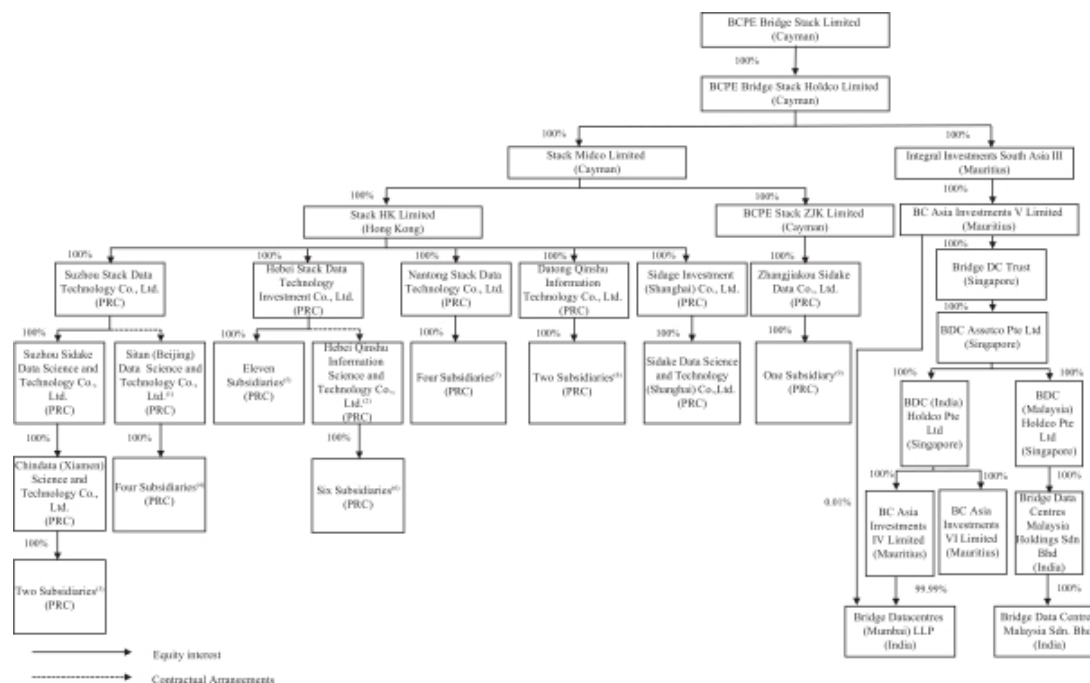 BCPE Bridge Stack Limited
(Cayman)
100%
BCPE Bridge Stack Holdco Limited
(Cayman)
100%
100%
Stack Midco Limited
(Cayman)
Integral Investments South Asia III
(Mauritius)
100%
100%
100%
Stack HK Limited
(Hong Kong)
BCPE Stack ZJK Limited
(Cayman)
BC Asia Investments V Limited
(Mauritius)
100%
100%
100%
100%
100%
100%
100%
Suzhou Stack Data
Technology Co., Ltd.
(PRC)
Hebei Stack Data
Technology
Investment Co., Ltd.
(PRC)
Nantong Stack Data
Technology Co., Ltd.
(PRC)
Datong Qinshu
Information
Technology Co., Ltd.
(PRC)
Sidage Investment
(Shanghai) Co., Ltd.
(PRC)
Zhangjiakou Sidake
Data Co., Ltd.
(PRC)
Bridge DC Trust
(Singapore)
100%
BDC Assetco Pte Ltd
(Singapore)
100%
100%
100%
100%
100%
100%
Suzhou Sidake
Data Science and
Technology Co.,
Ltd.
(PRC)
Sitan (Beijing)
Data Science and
Technology Co.,
Ltd.(1)
(PRC)
Eleven
Subsidiaries
(PRC)
Hebei Qinshu
Information
Science and
Technology Co.,
Ltd.(2)
(PRC)
Four Subsidiaries
(PRC)
Two Subsidiaries
(PRC)
Sidake Data Science
and Technology
(Shanghai) Co.,Ltd.
(PRC)
One Subsidiary
(PRC)
100%
100%
BDC (India)
Holdco Pte
Ltd
(Singapore)
BDC
(Malaysia)
Holdco Pte
Ltd
(Singapore)
100%
100%
100%
Chindata (Xiamen)
Science and
Technology Co.,
Ltd.
(PRC)
Four Subsidiaries
(PRC)
Six Subsidiaries
(PRC)
100%
100%
100%
0.01%
BC Asia
Investments
IV Limited
(Mauritius)
BC Asia
Investments
VI Limited
(Mauritius)
Bridge Data
Centres
Malaysia
Holdings Sdn
Bhd
(India)
100%
Two Subsidiaries
(PRC)
99.99%
100%
Bridge Datacentres
(Mumbai) LLP
(India)
Bridge Data Centre
Malaysia Sdn. Bhd
(India)
Equity interest
Contractual Arrangements